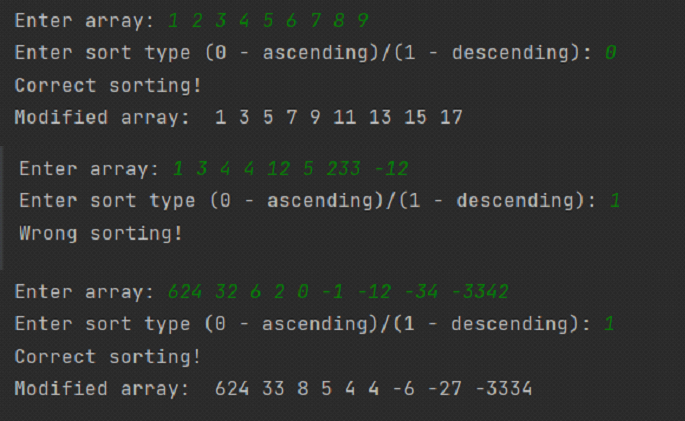 Enter array: 1 2 3 4 5 6 7 8 9
Enter sort type (0 - ascending)/(1 - descending): 0
Correct sorting!
Modified array:  1 3 5 7 9 11 13 15 17
Enter array: 1 3 4 4 12 5 233 -12
Enter sort type (0 - ascending)/(1 - descending): 1
Wrong sorting!
Enter array: 624 32 6 2 0 -1 -12 -34 -3342
Enter sort type (0 - ascending)/(1 - descending): 1
Correct sorting!
Modified array:  624 33 8 5 4 4 -6 -27 -3334